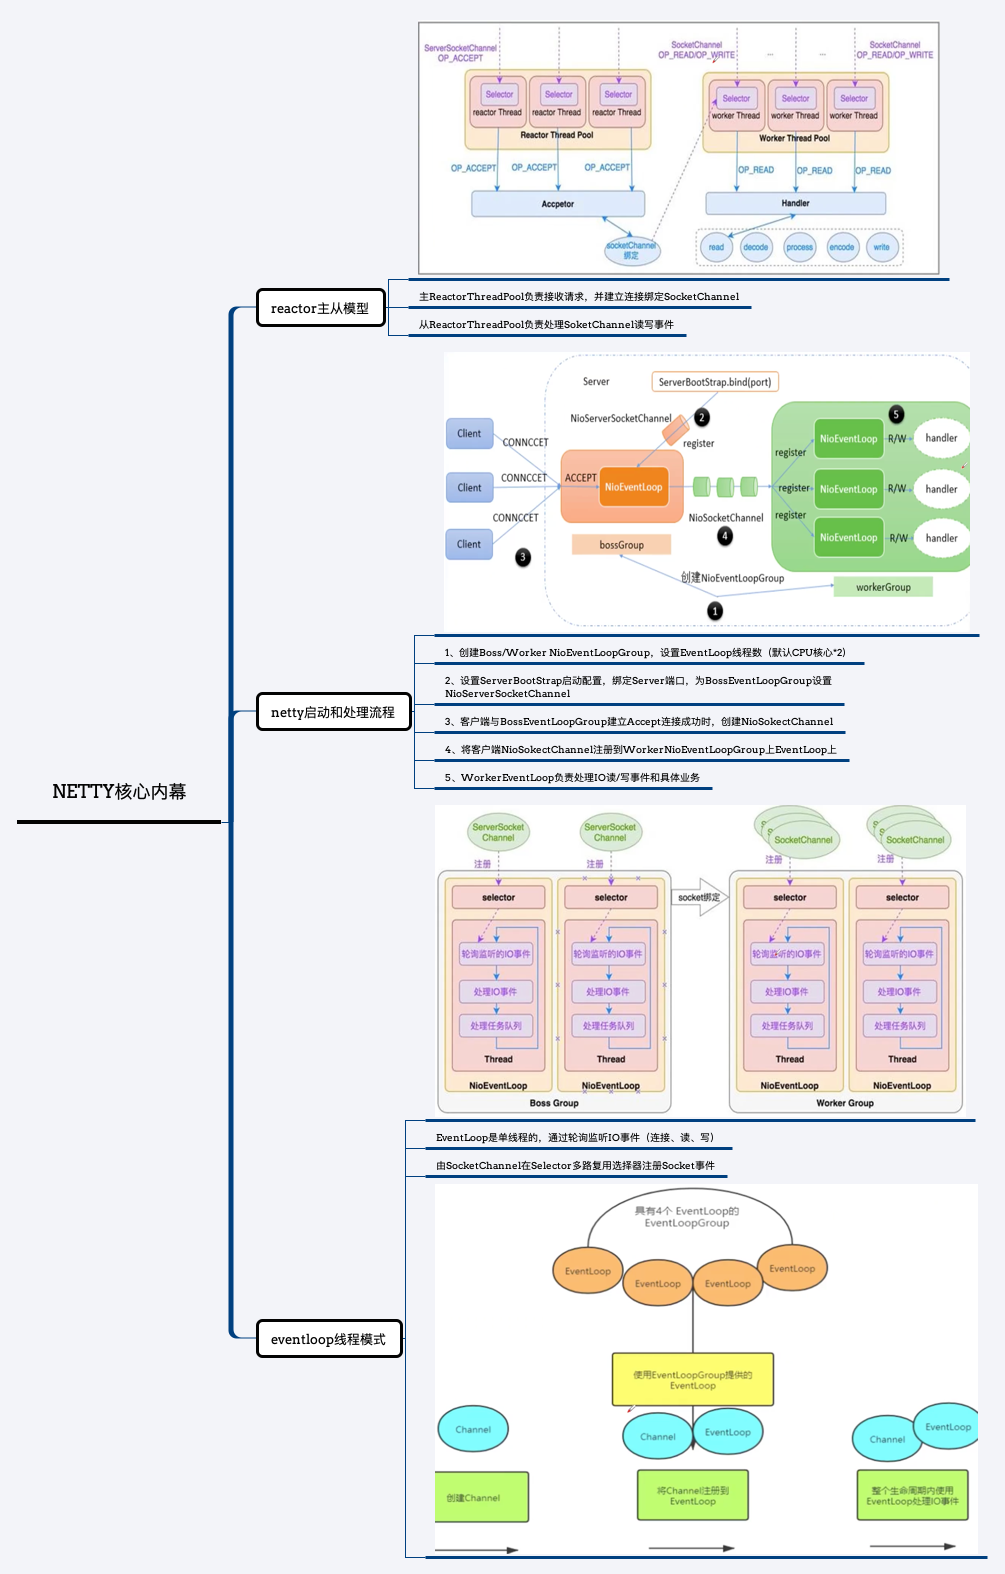 NETTY核心内幕
reactor主从模型
ServerSocketChannel
OP_ACCEPT
SocketChannel
OP_READ/OP_WRITE
...
...
SocketChannel
OP_READ/OP_WRITE
Selector
Selector
Selector
reactor Thread
reactor Thread
reactor Thread
Reactor Thread Pool
Selector
Selector
Selector
worker Thread
worker Thread
worker Thread
Worker Thread Pool
OP_ACCEPT
OP_ACCEPT
OP_ACCEPT
OP_READ
OP_READ
OP_READ
Accpetor
Handler
socketChannel
绑定
read
decode
process
encode
write
主ReactorThreadPool负责接收请求，并建立连接绑定SocketChannel
从ReactorThreadPool负责处理SoketChannel读写事件
netty启动和处理流程
Server
ServerBootStrap.bind(port)
NioServerSocketChannel
2
register
Client
Client
Client
CONNCCET
CONNCCET
CONNCCET
3
ACCEPT
NioEventLoop
bossGroup
NioSocketChannel
4
register
register
register
5
NioEventLoop
R/W
handler
NioEventLoop
R/W
handler
NioEventLoop
R/W
handler
创建NioEventLoopGroup
workerGroup
1
1、创建Boss/Worker NioEventLoopGroup，设置EventLoop线程数（默认CPU核心*2）
2、设置ServerBootStrap启动配置，绑定Server端口，为BossEventLoopGroup设置
NioServerSocketChannel
3、客户端与BossEventLoopGroup建立Accept连接成功时，创建NioSokectChannel
4、将客户端NioSokectChannel注册到WorkerNioEventLoopGroup上EventLoop上
5、WorkerEventLoop负责处理IO读/写事件和具体业务
eventloop线程模式
ServerSocket
Channel
ServerSocket
Channel
SocketChannel
SocketChannel
注册
注册
注册
注册
selector
selector
socket绑定
selector
selector
轮询监听的IO事件
轮询监听的IO事件
轮询监听的IO事件
轮询监听的IO事件
处理IO事件
处理IO事件
处理IO事件
处理IO事件
处理任务队列
处理任务队列
处理任务队列
处理任务队列
Thread
Thread
Thread
Thread
NioEventLoop
NioEventLoop
NioEventLoop
NioEventLoop
Boss Group
Worker Group
EventLoop是单线程的，通过轮询监听IO事件（连接、读、写）
由SocketChannel在Selector多路复用选择器注册Socket事件
具有4个 EventLoop的
EventLoopGroup
EventLoop
EventLoop
EventLoop
EventLoop
使用EventLoopGroup提供的
EventLoop
Channel
Channel
EventLoop
Channel
EventLoop
创建Channel
将Channel注册到
EventLoop
整个生命周期内使用
EventLoop处理IO事件